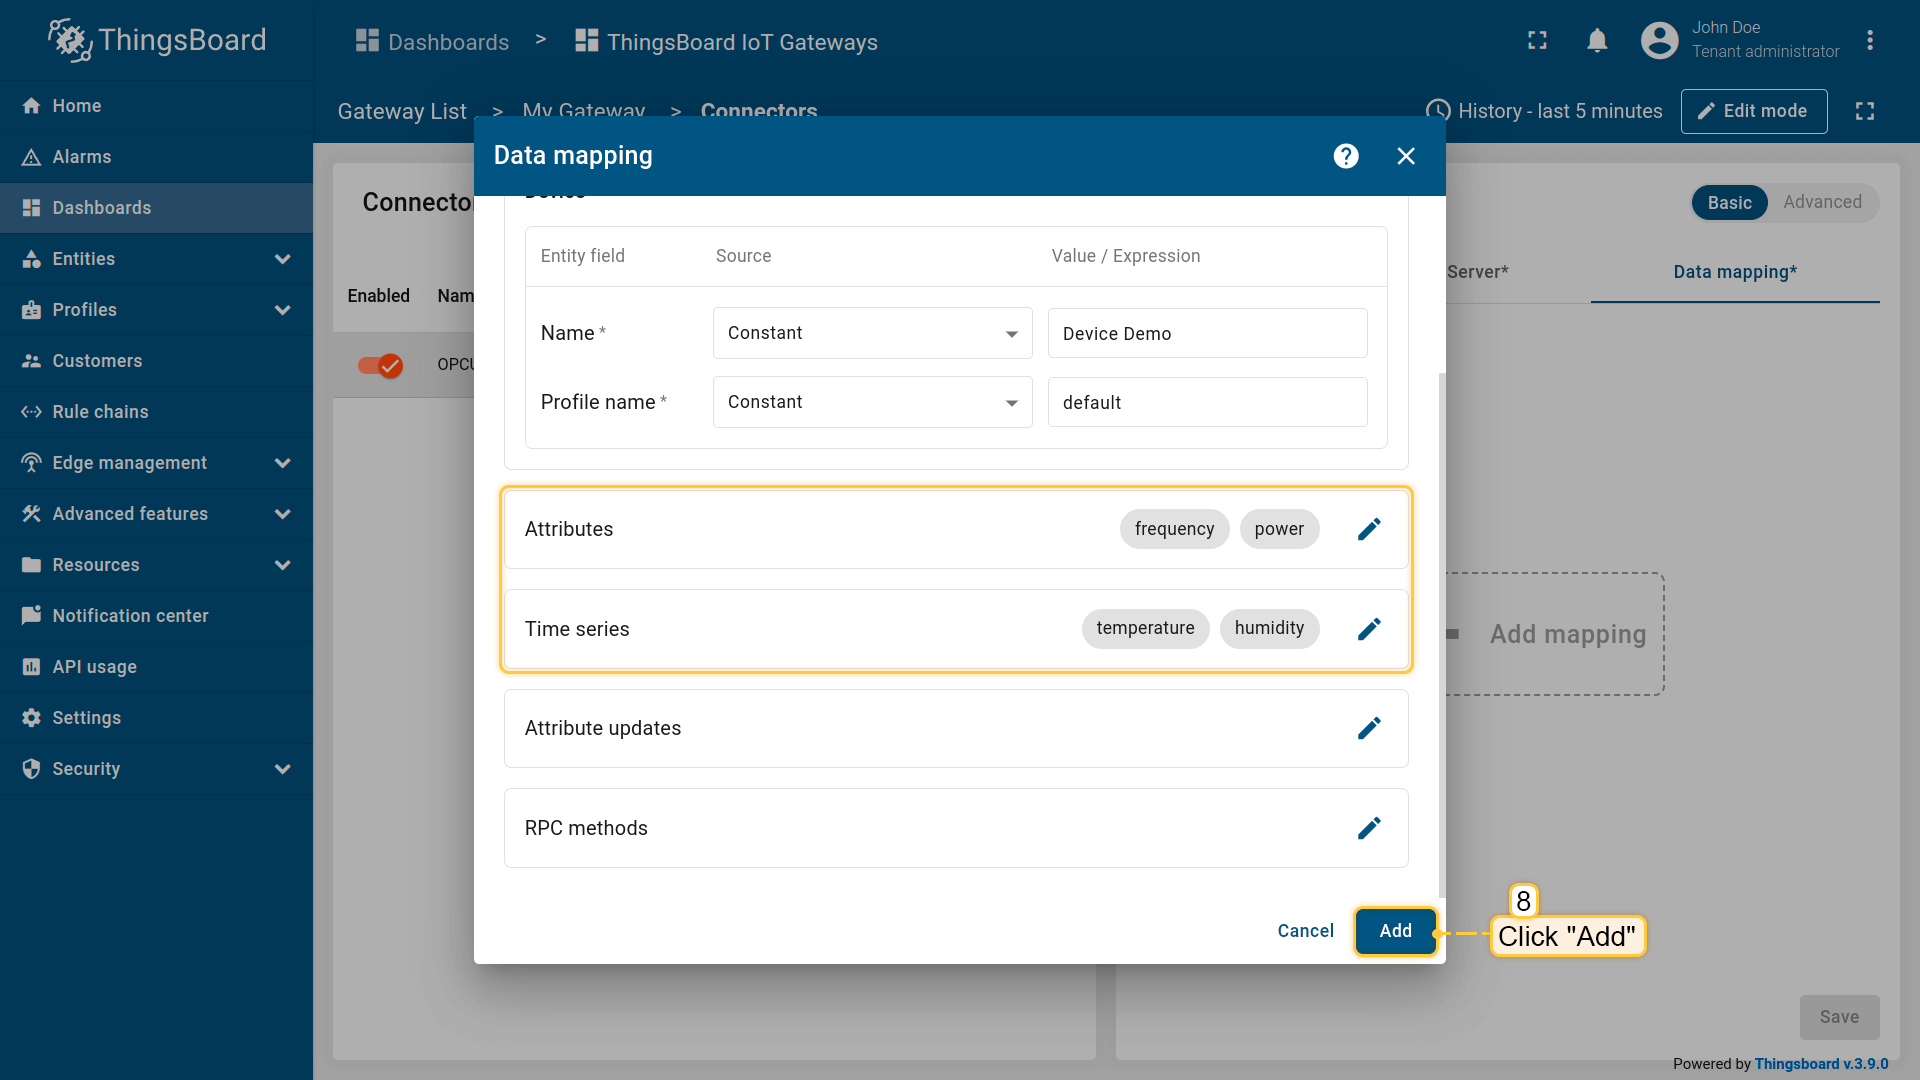 ThingsBoard
Dashboards > ThingsBoard IoT Gateways
John Doe
Tenant administrator
Home
Alarms
Dashboards
Entities
Profiles
Customers
Rule chains
Edge management
Advanced features
Resources
Notification center
API usage
Settings
Security
Gateway List > My Gateway > Connectors
History - last 5 minutes
Edit mode
Connecto
Enabled Nam
OPCU
Basic Advanced
Server* Data mapping*
Add mapping
Save
Data mapping
Entity field Source Value / Expression
Name * Constant Device Demo
Profile name * Constant default
Attributes frequency power
Time series temperature humidity
Attribute updates
RPC methods
Cancel Add
8
Click "Add"
Powered by Thingsboard v.3.9.0